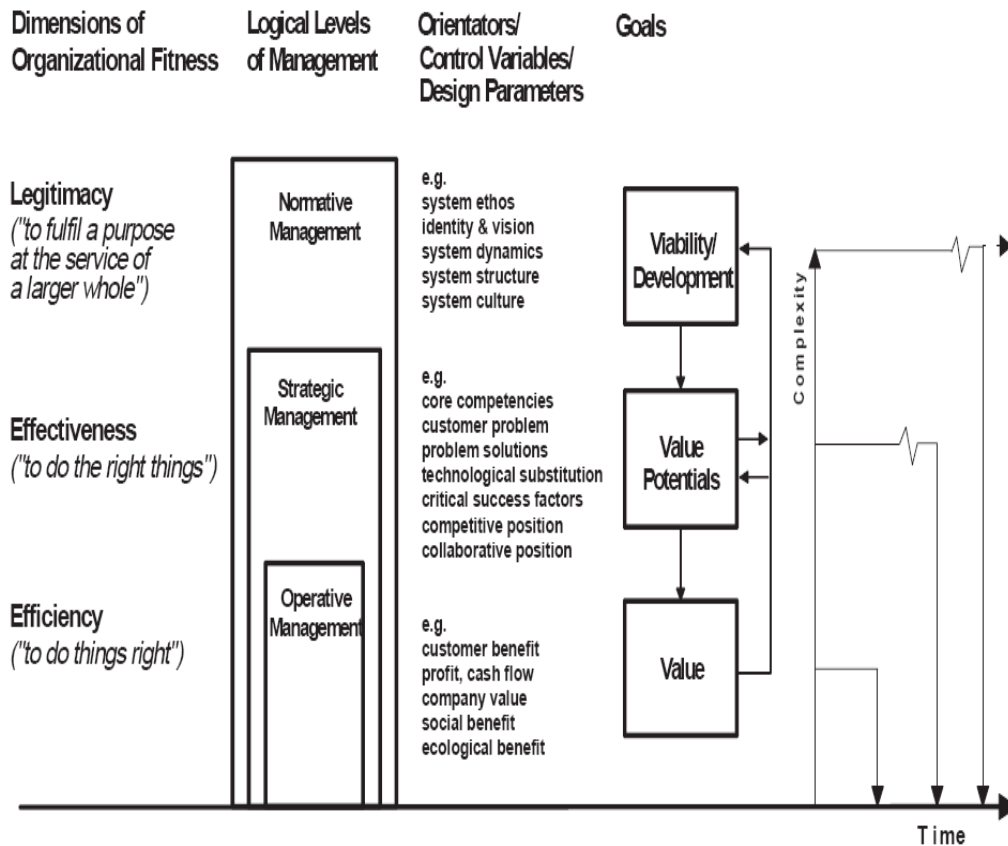 Dimensions of
Organizational Fitness
Logical Levels
of Management
Orientators/
Control Variables/
Design Parameters
Goals
Legitimacy
("to fulfil a purpose
at the service of
a larger whole")
Normative
Management
e.g.
system ethos
identity & vision
system dynamics
system structure
system culture
Viability/
Development
Complexity
Effectiveness
("to do the right things")
Strategic
Management
e.g.
core competencies
customer problem
problem solutions
technological substitution
critical success factors
competitive position
collaborative position
Value
Potentials
Efficiency
("to do things right")
Operative
Management
e.g.
customer benefit
profit, cash flow
company value
social benefit
ecological benefit
Value
Time